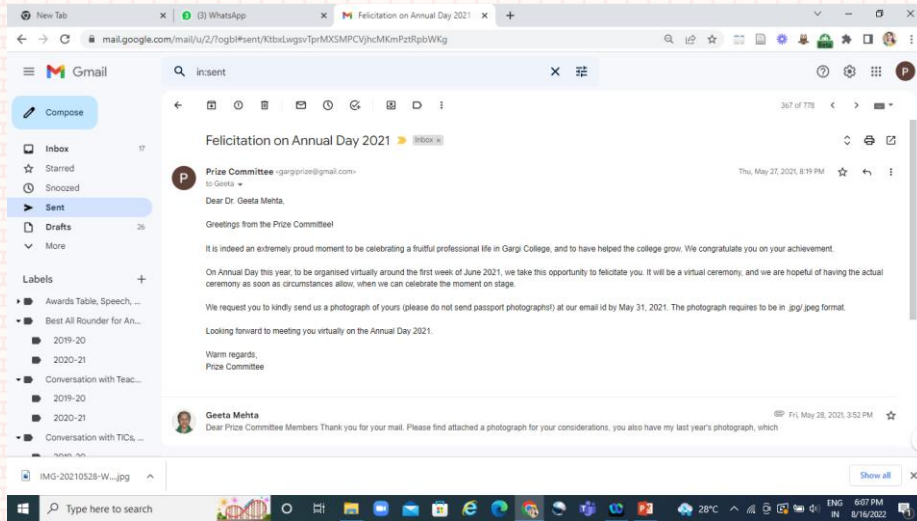 New Tab
(3) WhatsApp
Felicitation on Annual Day 2021
mail.google.com/mail/u/2/?ogbl#sent/KtbxLwgsvTprMXSMPCVjhcMKmPztRpbWKg
Gmail
in:sent
P
Compose
367 of 778
Inbox 17
Starred
Snoozed
Sent
Drafts 26
More
Labels
Awards Table, Speech, ...
Best All Rounder for An...
2019-20
2020-21
Conversation with Teac...
2019-20
2020-21
Conversation with TICs, ...
Felicitation on Annual Day 2021 Inbox x
P
Prize Committee <gargiprize@gmail.com> Thu, May 27, 2021, 8:19 PM
to Geeta
Dear Dr. Geeta Mehta,
Greetings from the Prize Committee!
It is indeed an extremely proud moment to be celebrating a fruitful professional life in Gargi College, and to have helped the college grow. We congratulate you on your achievement.
On Annual Day this year, to be organised virtually around the first week of June 2021, we take this opportunity to felicitate you. It will be a virtual ceremony, and we are hopeful of having the actual
ceremony as soon as circumstances allow, when we can celebrate the moment on stage.
We request you to kindly send us a photograph of yours (please do not send passport photographs!) at our email id by May 31, 2021. The photograph requires to be in .jpg/.jpeg format.
Looking forward to meeting you virtually on the Annual Day 2021.
Warm regards,
Prize Committee
Geeta Mehta Fri, May 28, 2021, 3:52 PM
Dear Prize Committee Members Thank you for your mail. Please find attached a photograph for your considerations, you also have my last year's photograph, which
IMG-20210528-W....jpg
Show all
Type here to search
28°C
ENG 6:07 PM
IN 8/16/2022